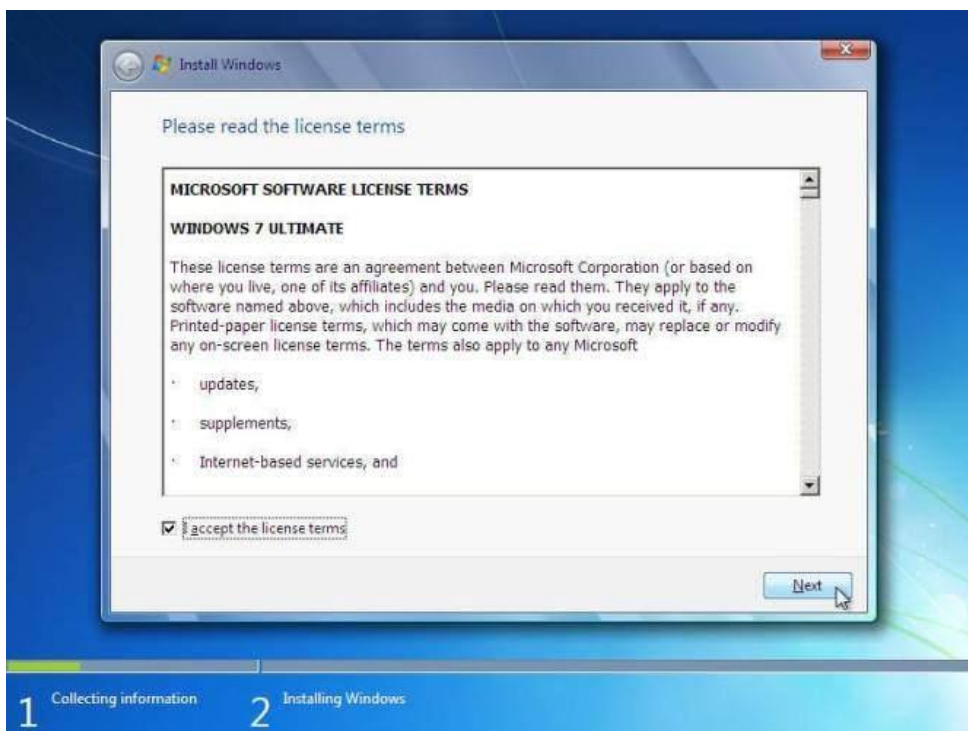 Install Windows
Please read the license terms
MICROSOFT SOFTWARE LICENSE TERMS
WINDOWS 7 ULTIMATE
These license terms are an agreement between Microsoft Corporation (or based on
where you live, one of its affiliates) and you. Please read them. They apply to the
software named above, which includes the media on which you received it, if any.
Printed-paper license terms, which may come with the software, may replace or modify
any on-screen license terms. The terms also apply to any Microsoft
· updates,
· supplements,
· Internet-based services, and
I accept the license terms
Next
1 Collecting information
2 Installing Windows